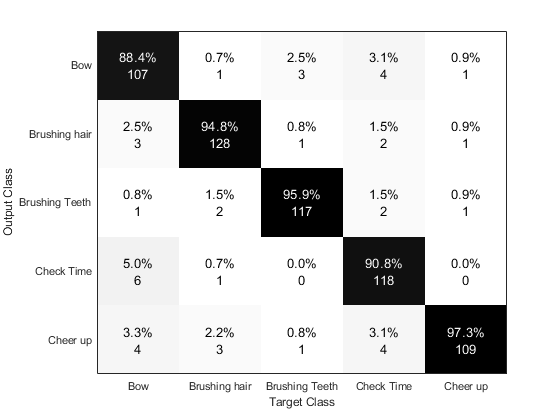 Output Class
Bow
88.4% 0.7% 2.5% 3.1% 0.9%
107 1 3 4 1
Brushing hair
2.5% 94.8% 0.8% 1.5% 0.9%
3 128 1 2 1
Brushing Teeth
0.8% 1.5% 95.9% 1.5% 0.9%
1 2 117 2 1
Check Time
5.0% 0.7% 0.0% 90.8% 0.0%
6 1 0 118 0
Cheer up
3.3% 2.2% 0.8% 3.1% 97.3%
4 3 1 4 109
Bow Brushing hair Brushing Teeth Check Time Cheer up
Target Class